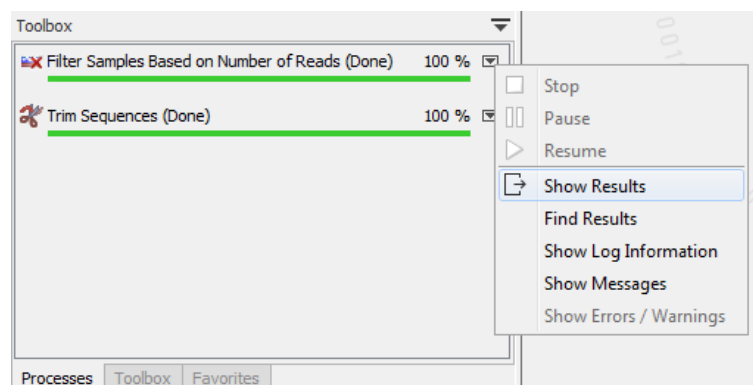 Toolbox
Filter Samples Based on Number of Reads (Done) 100 %
Trim Sequences (Done) 100 %
Stop
Pause
Resume
Show Results
Find Results
Show Log Information
Show Messages
Show Errors / Warnings
Processes Toolbox Favorites